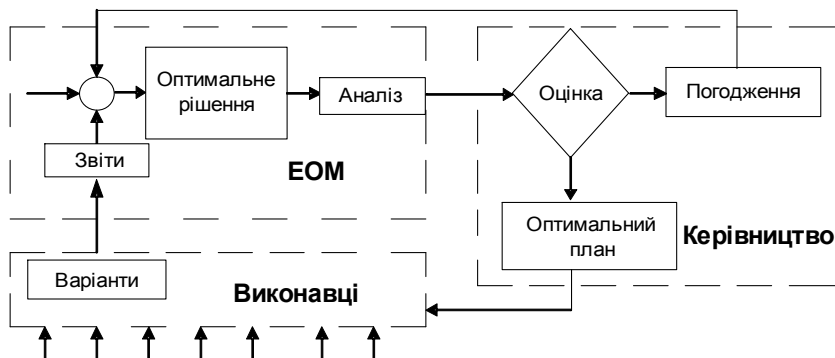 Оптимальне
рішення
Аналіз
Оцінка
Погодження
Звіти
ЕОМ
Оптимальний
план
Керівництво
Варіанти
Виконавці